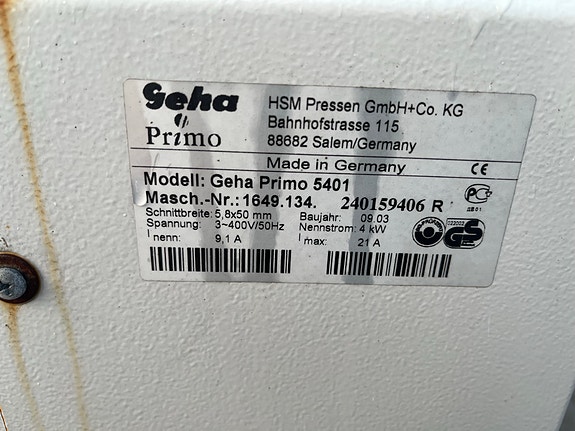 Geha
Primo
HSM Pressen GmbH+Co. KG
Bahnhofstrasse 115
88682 Salem/Germany
Made in Germany CE
Modell: Geha Primo 5401
Masch.-Nr.:1649.134. 240159406 R
Schnittbreite: 5,8x50 mm Baujahr: 09.03
Spannung: 3~400V/50Hz Nennstrom: 4 kW
I nenn: 9,1 A I max: 21 A
GS